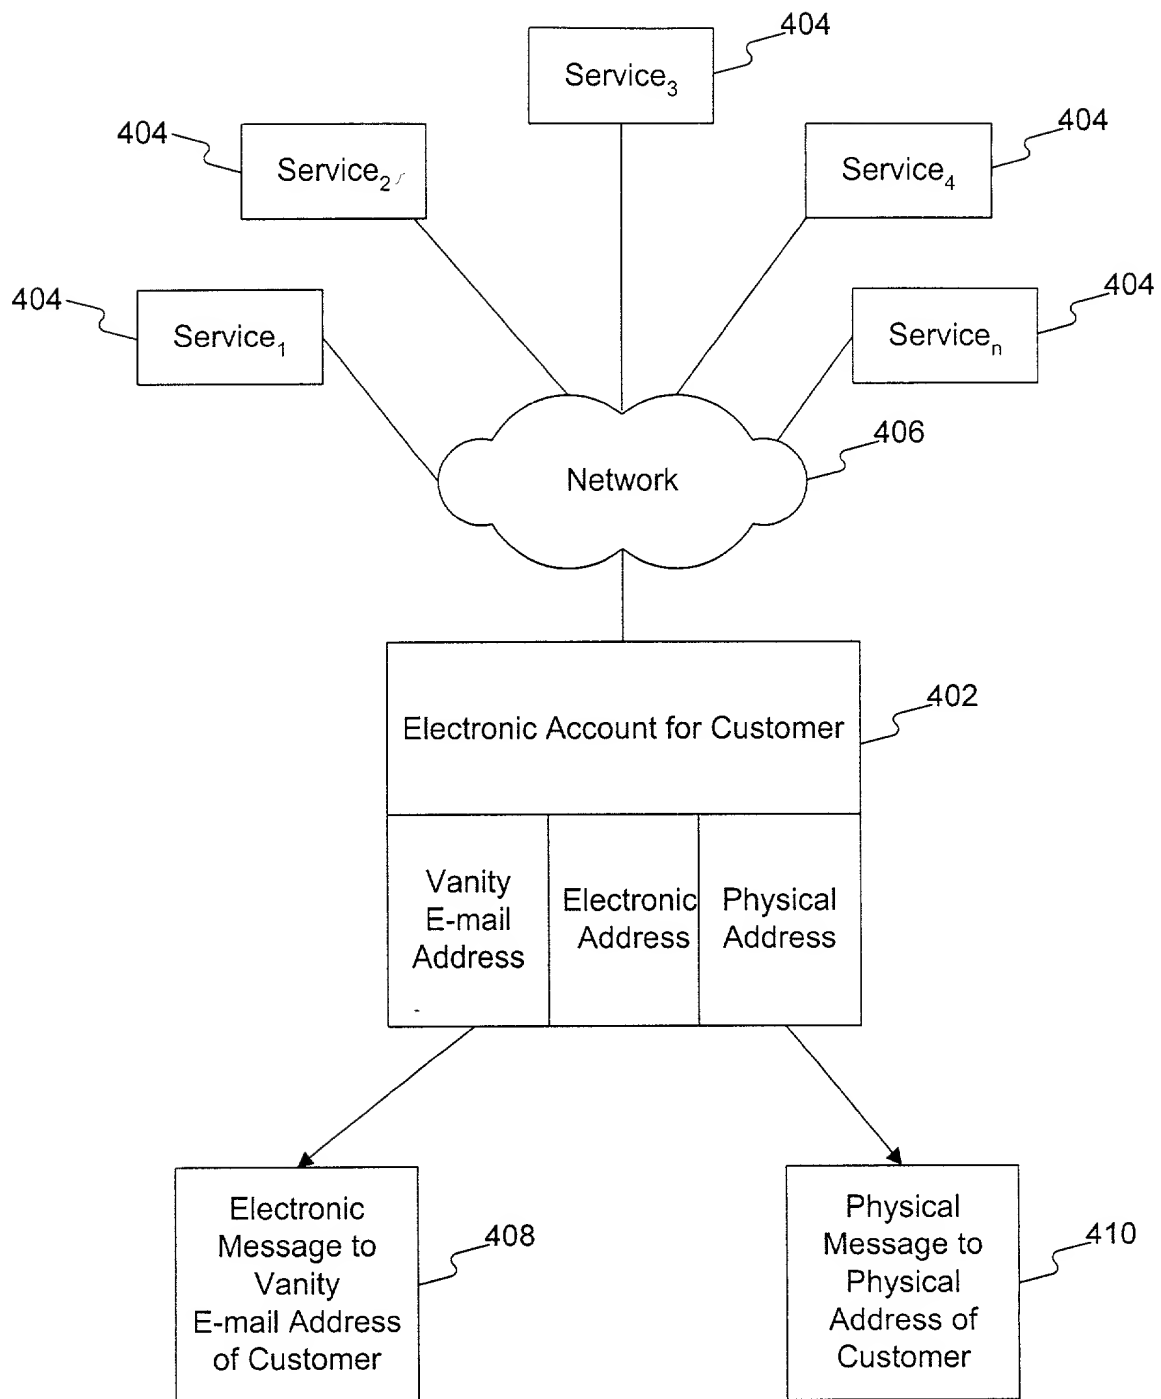 404
Service3
404
Service2
404
Service4
404
Service1
404
Servicen
406
Network
402
Electronic Account for Customer
Vanity
E-mail
Address
Electronic
Address
Physical
Address
Electronic
Message to
Vanity
E-mail Address
of Customer
408
Physical
Message to
Physical
Address of
Customer
410